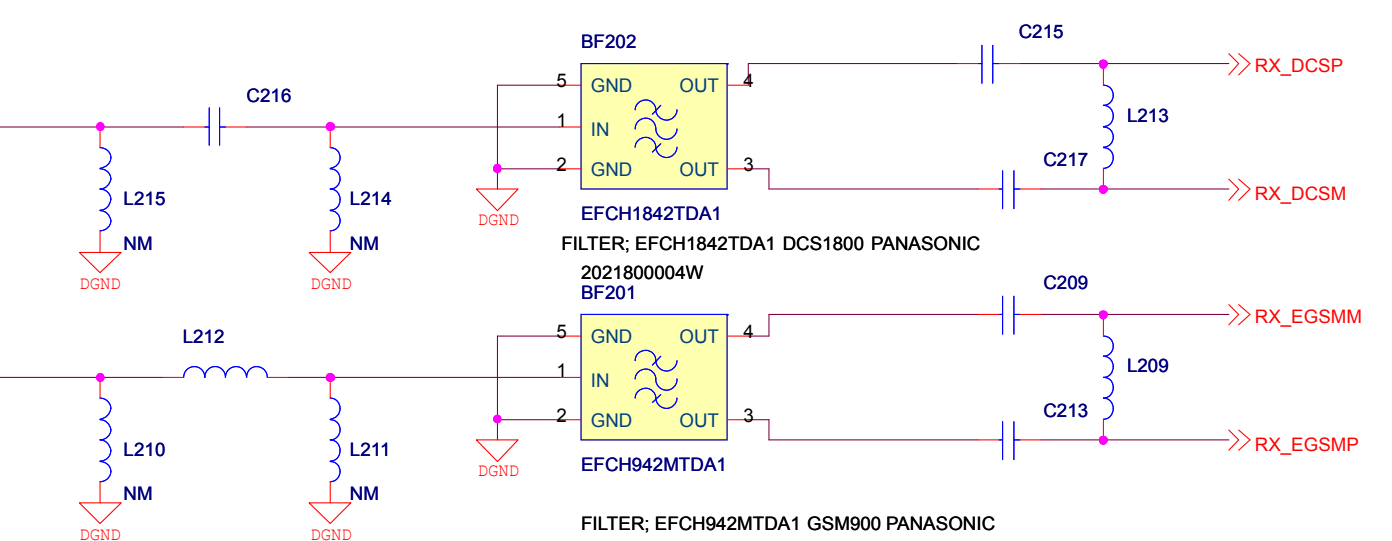 C215
BF202
5 GND OUT 4
RX_DCSP
C216
L213
1 IN
C217
2 GND OUT 3
RX_DCSM
L215
L214
DGND
EFCH1842TDA1
NM
NM
FILTER; EFCH1842TDA1 DCS1800 PANASONIC
DGND
DGND
2021800004W
BF201
C209
RX_EGSMM
L212
5 GND OUT 4
L209
1 IN
C213
2 GND OUT 3
RX_EGSMP
L210
L211
DGND
EFCH942MTDA1
NM
NM
FILTER; EFCH942MTDA1 GSM900 PANASONIC
DGND
DGND